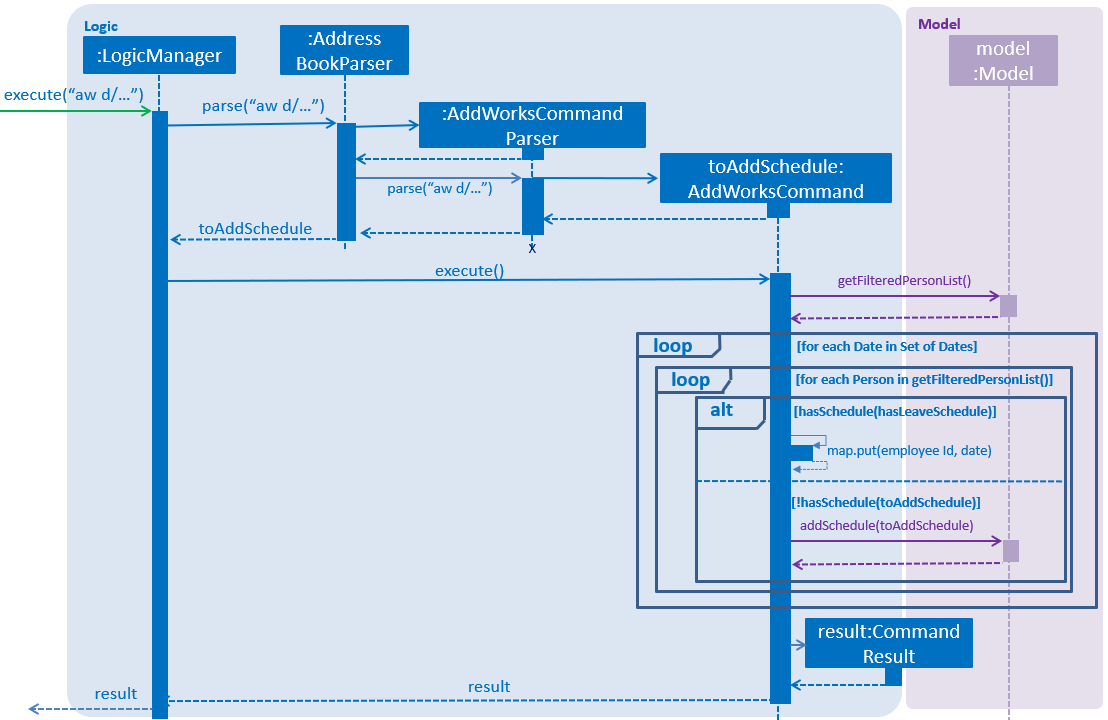 Logic
Model
:LogicManager
:Address
BookParser
model
:Model
execute(“aw d/…”)
parse(“aw d/…”)
:AddWorksCommand
Parser
toAddSchedule:
AddWorksCommand
parse(“aw d/…”)
toAddSchedule
X
execute()
getFilteredPersonList()
loop
[for each Date in Set of Dates]
loop
[for each Person in getFilteredPersonList()]
alt
[hasSchedule(hasLeaveSchedule)]
map.put(employee Id, date)
[!hasSchedule(toAddSchedule)]
addSchedule(toAddSchedule)
result:Command
Result
result
result